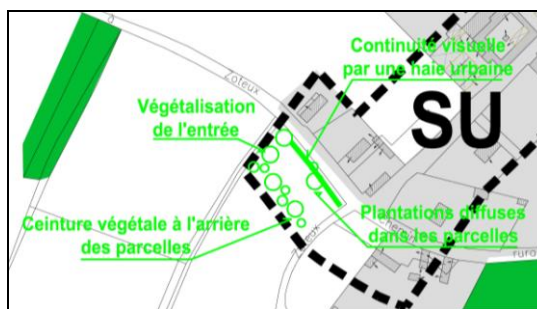 Continuité visuelle
par une haie urbaine
Zoteux
Végétalisation
de l'entrée
SU
Ceinture végétale à l'arrière
des parcelles
Plantations diffuses
dans les parcelles